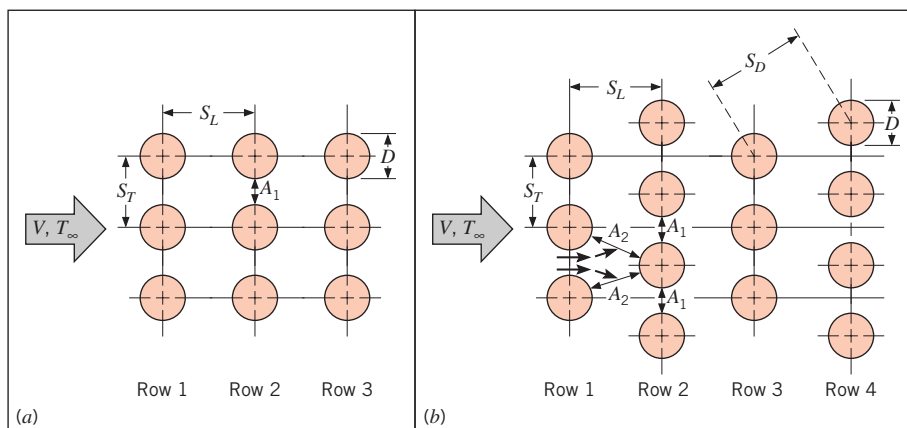 S_L
D
S_T
A_1
V, T_∞
Row 1 Row 2 Row 3
(a)
S_D
S_L
D
S_T
A_2
A_1
V, T_∞
A_2
A_1
Row 1 Row 2 Row 3 Row 4
(b)